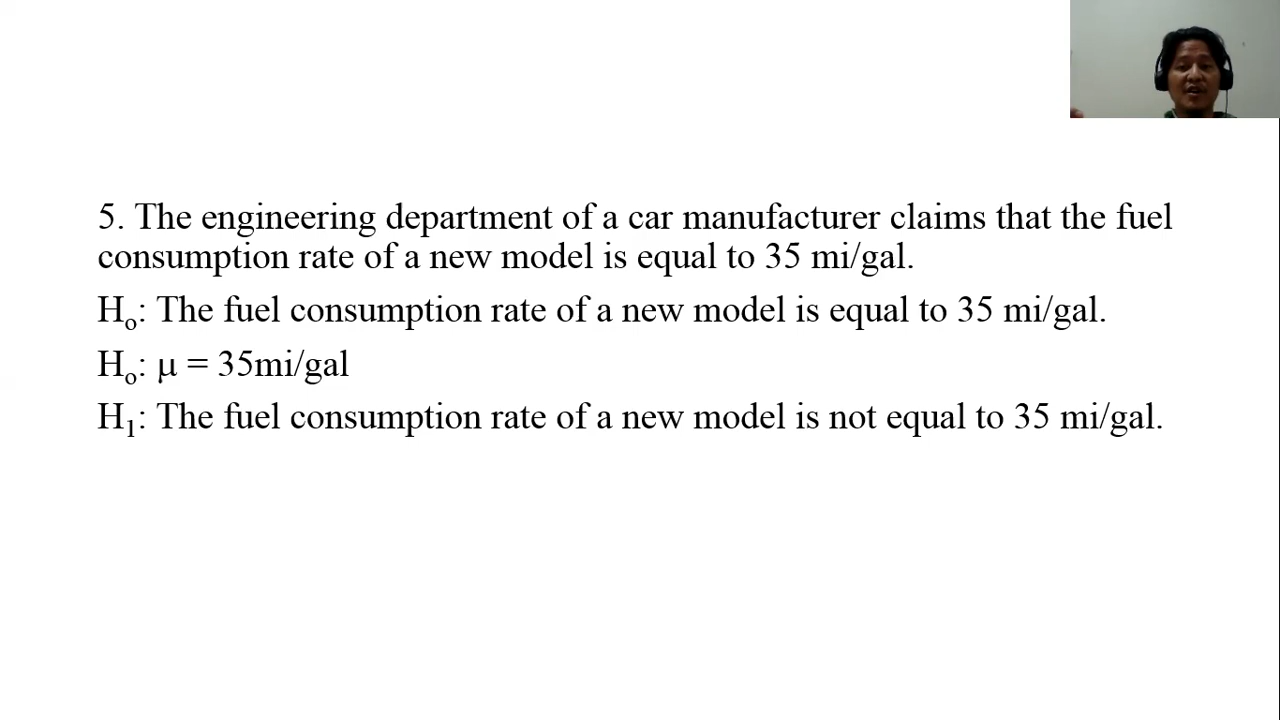 5. The engineering department of a car manufacturer claims that the fuel
consumption rate of a new model is equal to 35 mi/gal.
Hₒ: The fuel consumption rate of a new model is equal to 35 mi/gal.
Hₒ: μ = 35mi/gal
H₁: The fuel consumption rate of a new model is not equal to 35 mi/gal.